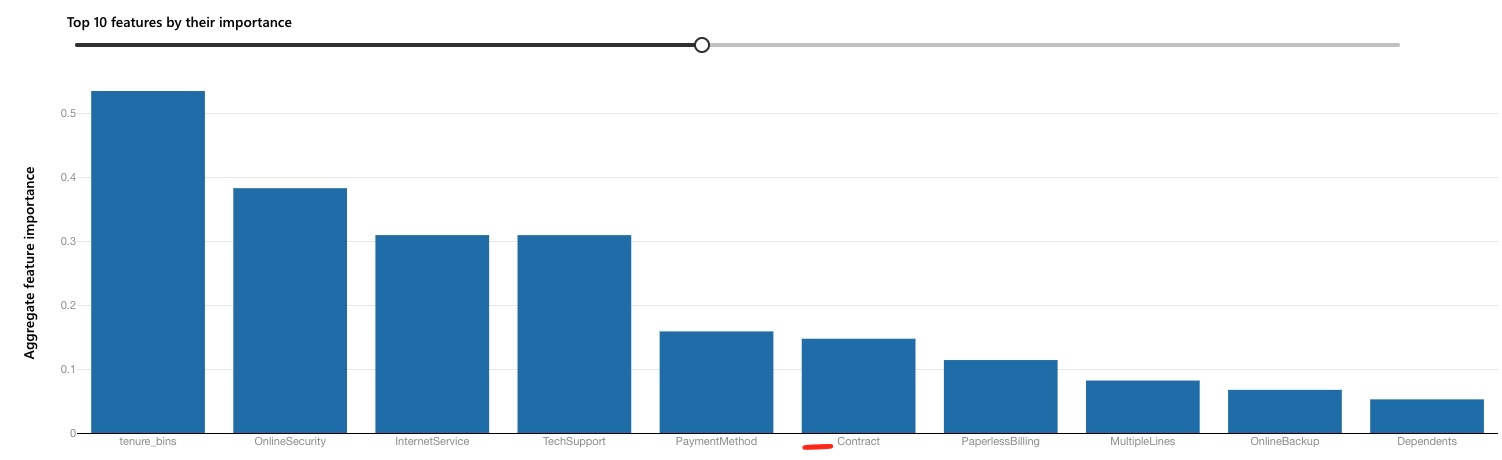 Top 10 features by their importance
Aggregate feature importance
0.5
0.4
0.3
0.2
0.1
0
tenure_bins OnlineSecurity InternetService TechSupport PaymentMethod Contract PaperlessBilling MultipleLines OnlineBackup Dependents